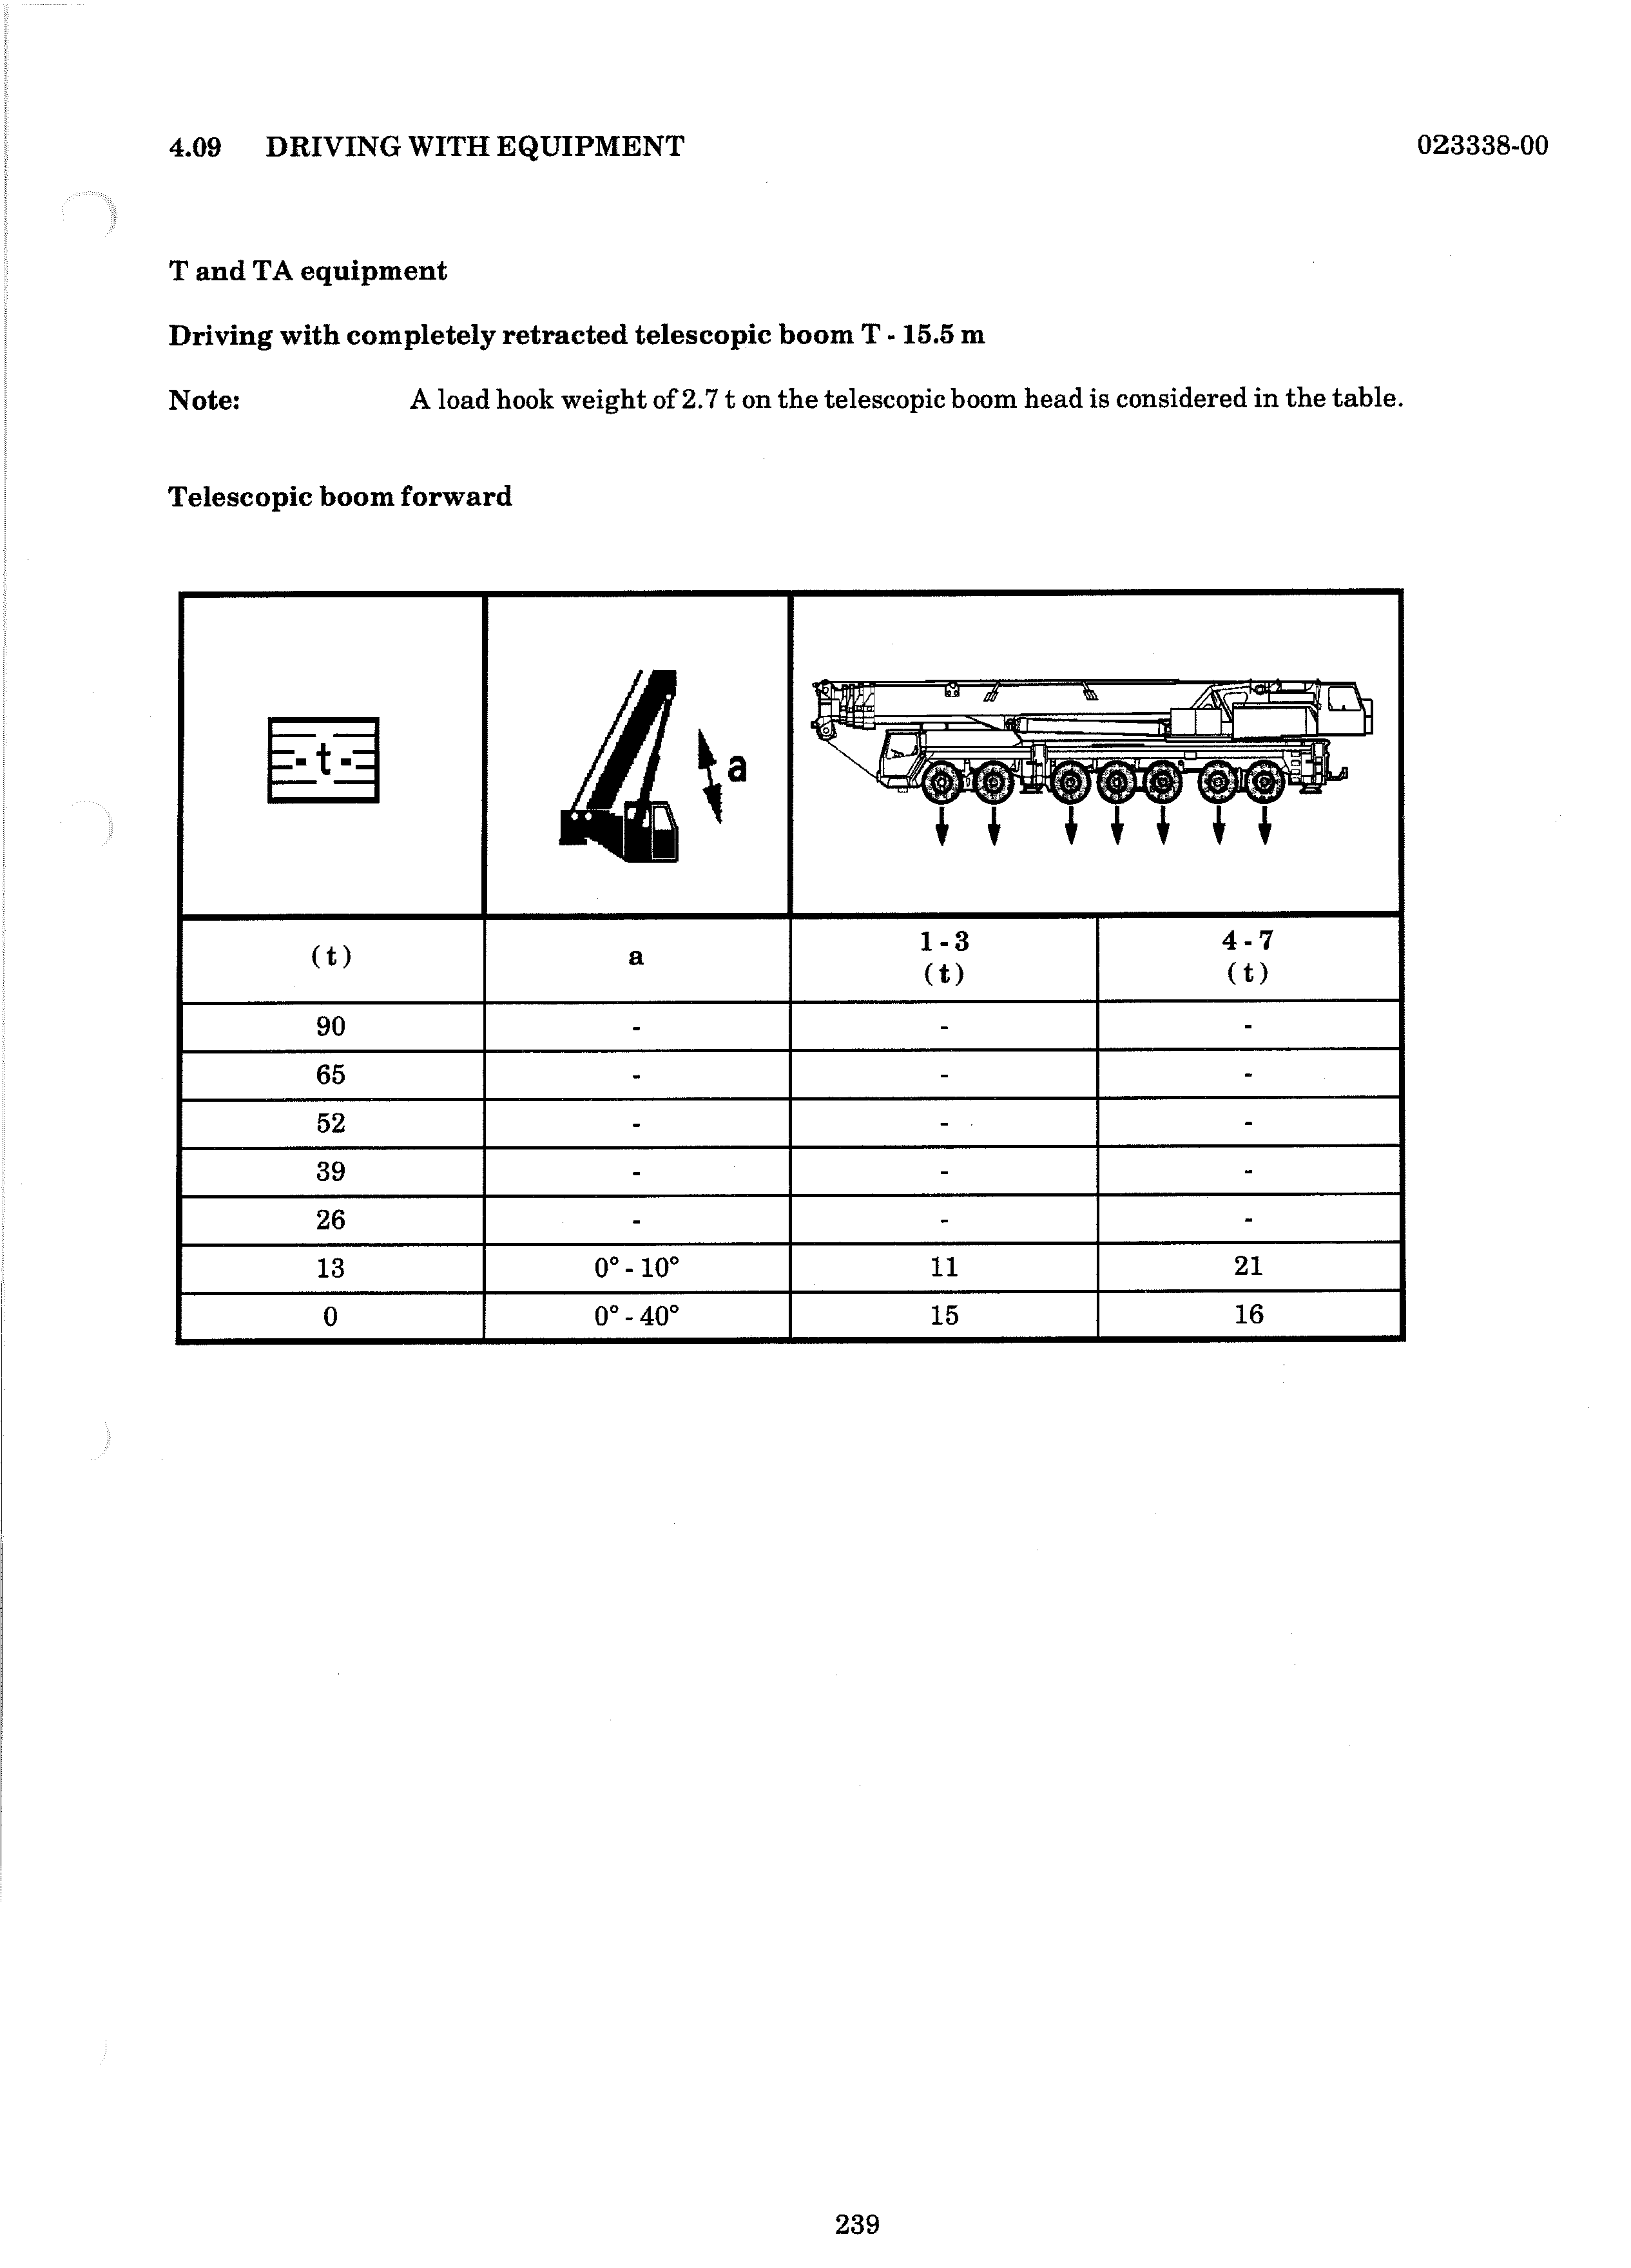 4.09 DRIVING WITH EQUIPMENT 023338-00
T and TA equipment
Driving with completely retracted telescopic boom T - 15.5 m
Note: A load hook weight of 2.7 t on the telescopic boom head is considered in the table.
Telescopic boom forward
- t -
a
( t ) a 1 - 3 4 - 7
( t ) ( t )
90 - - -
65 - - -
52 - - -
39 - - -
26 - - -
13 0° - 10° 11 21
0 0° - 40° 15 16
239